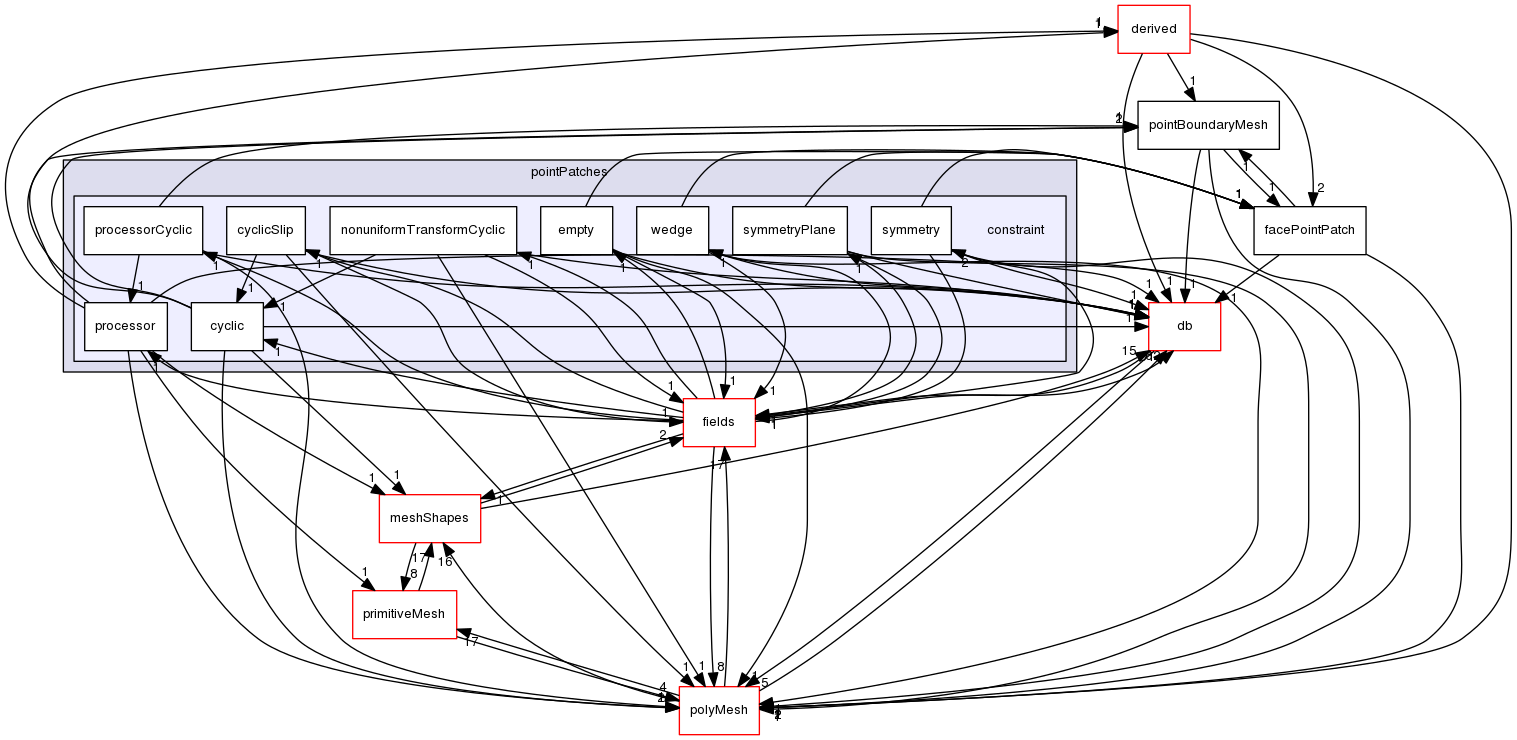 derived
1
1
pointBoundaryMesh
pointPatches
1
1
2
1
processorCyclic
cyclicSlip
nonuniformTransformCyclic
empty
wedge
symmetryPlane
symmetry
constraint
facePointPatch
1
1
1
1
1
1
2
1
1
1
1
1
1
processor
cyclic
db
1
1
1
15
1
1
1
1
fields
1
1
2
17
1
1
meshShapes
1
17
16
8
1
primitiveMesh
17
1
1
8
1
5
4
polyMesh
2